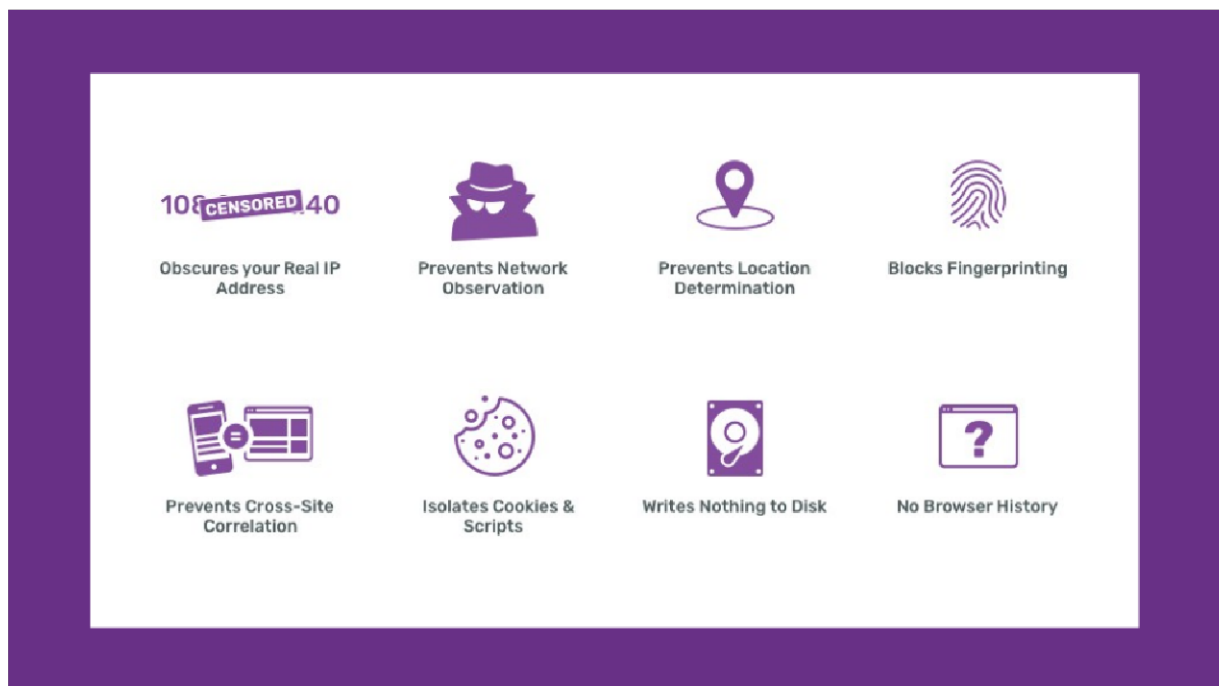 108 CENSORED .40
Obscures your Real IP
Address
Prevents Network
Observation
Prevents Location
Determination
Blocks Fingerprinting
=
Prevents Cross-Site
Correlation
Isolates Cookies &
Scripts
Writes Nothing to Disk
?
No Browser History